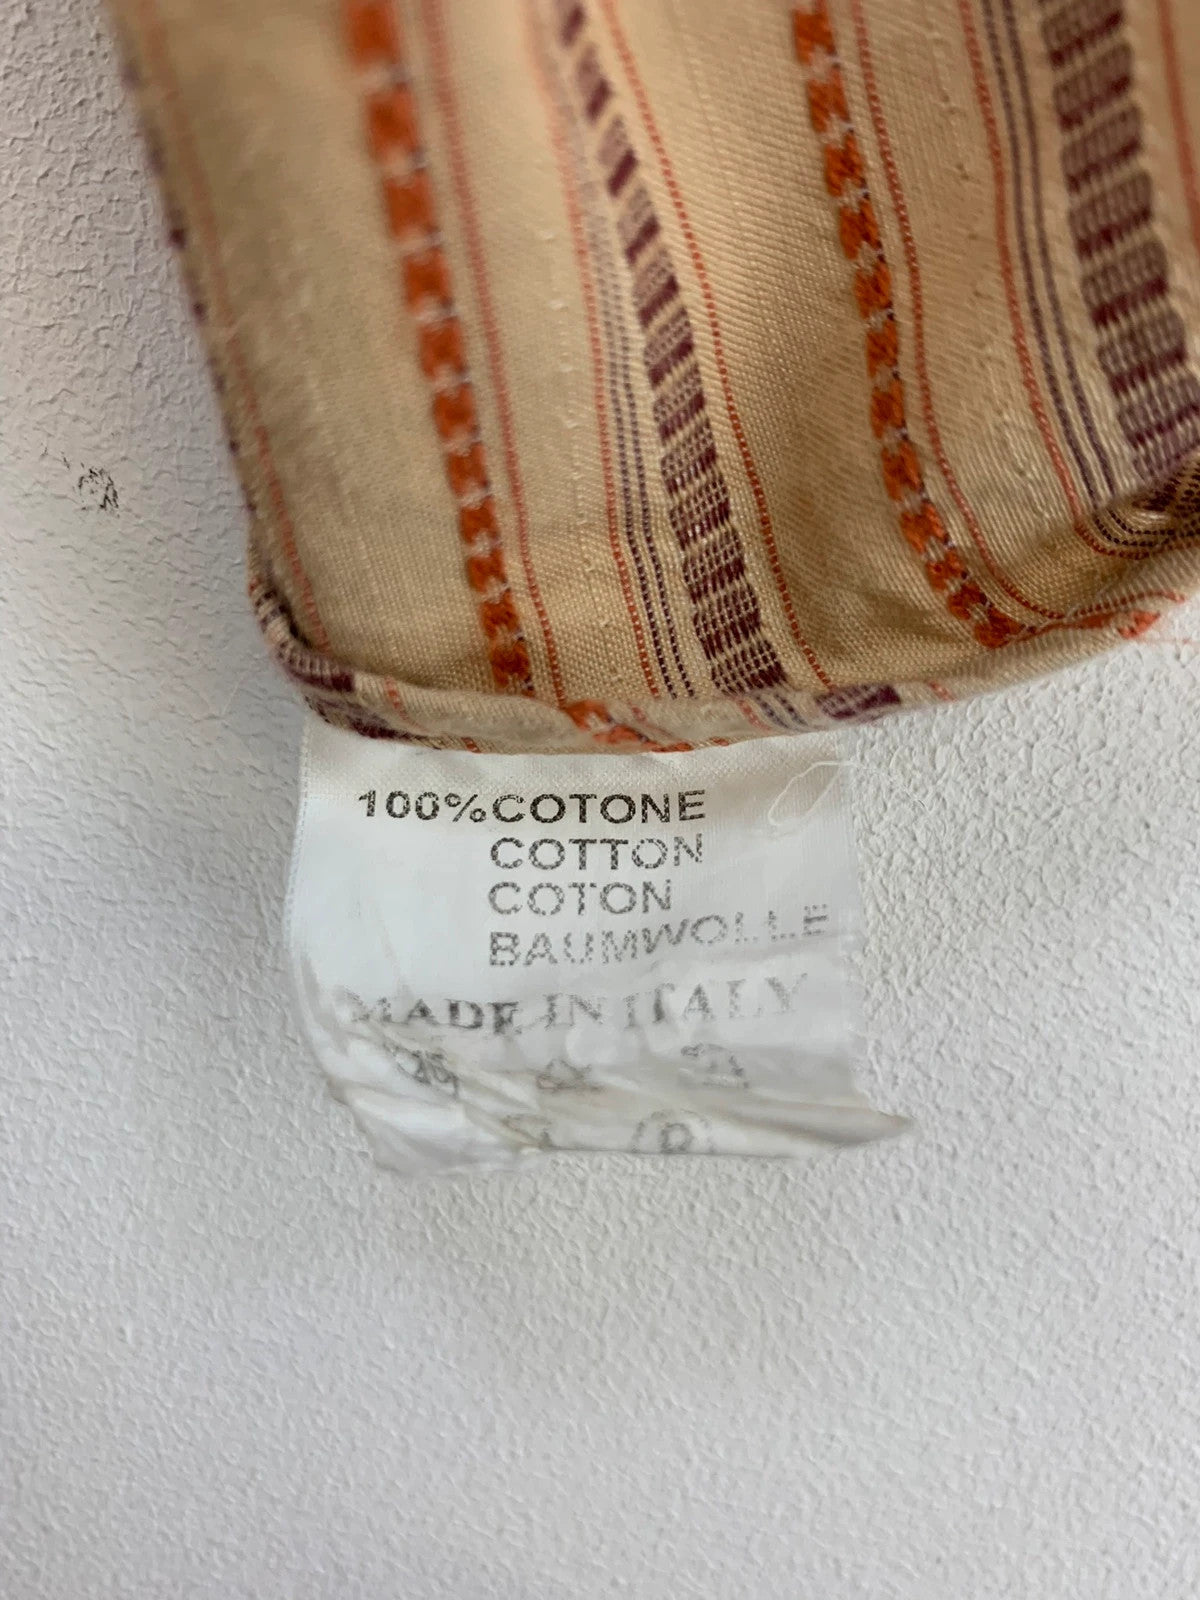 100%COTONE
COTTON
COTON
BAUMWOLLE
MADE IN ITALY
P